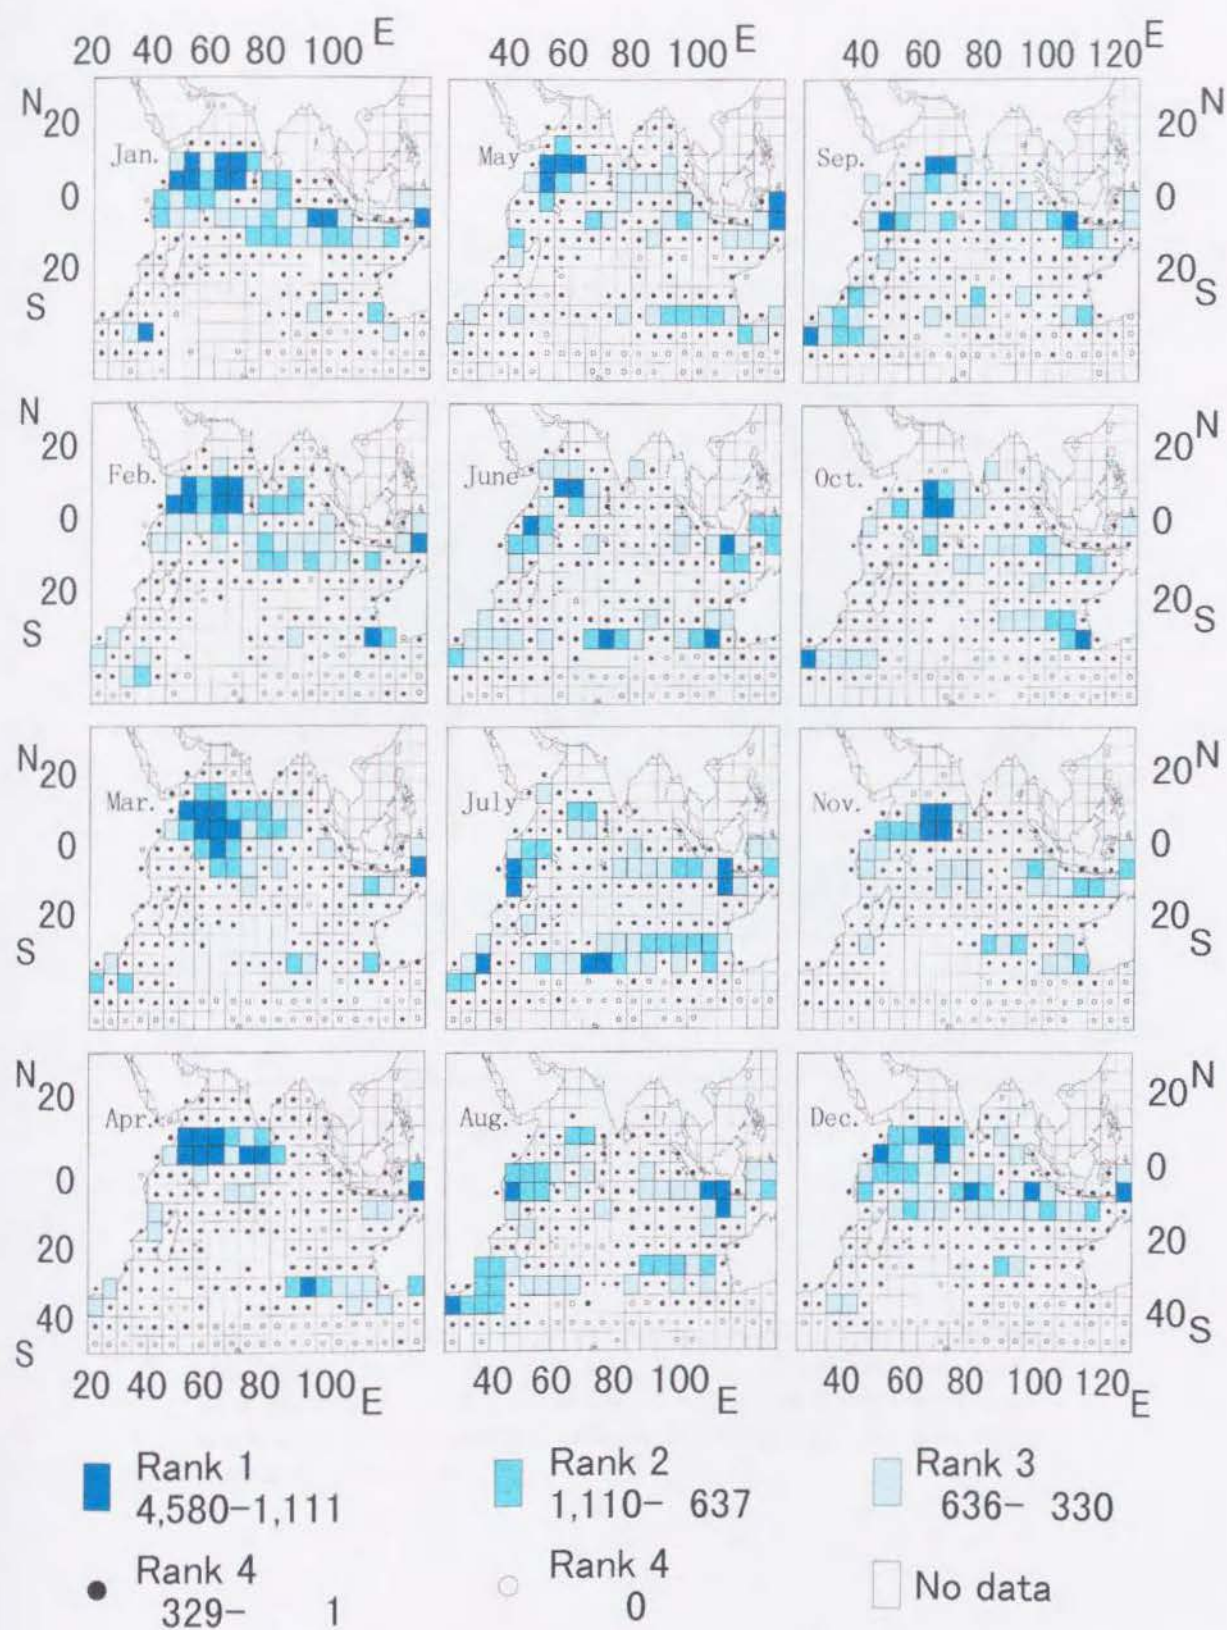 20 40 60 80 100 E
40 60 80 100 E
40 60 80 100 120 E
N 20
Jan.
May
Sep.
20 N
0
0
20
20 S
S
N
20
Feb.
June
Oct.
20 N
0
0
20
20 S
S
N 20
Mar.
July
Nov.
20 N
0
0
20
20 S
S
N 20
Apr.
Aug.
Dec.
20 N
0
0
20
20
40
40 S
S
20 40 60 80 100 E
40 60 80 100 E
40 60 80 100 120 E
Rank 1
4,580-1,111
Rank 2
1,110- 637
Rank 3
636- 330
Rank 4
329- 1
Rank 4
0
No data